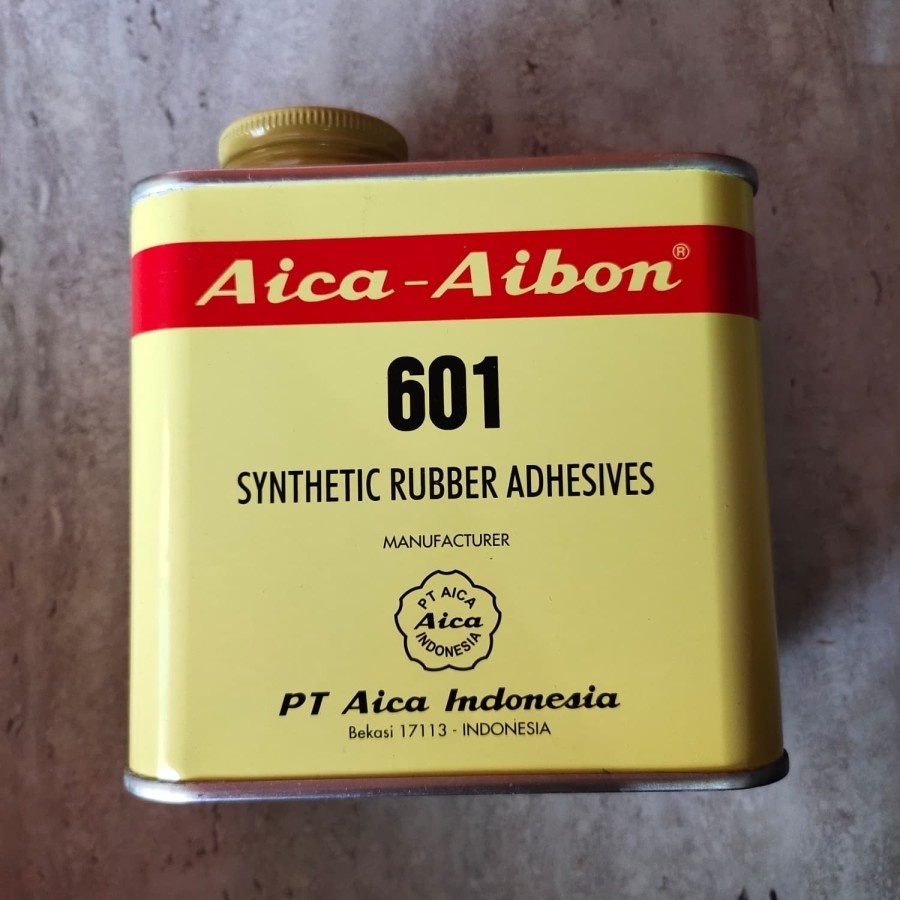 Aica-Aibon®
601
SYNTHETIC RUBBER ADHESIVES
MANUFACTURER
PT AICA
Aica
INDONESIA
PT Aica Indonesia
Bekasi 17113 - INDONESIA